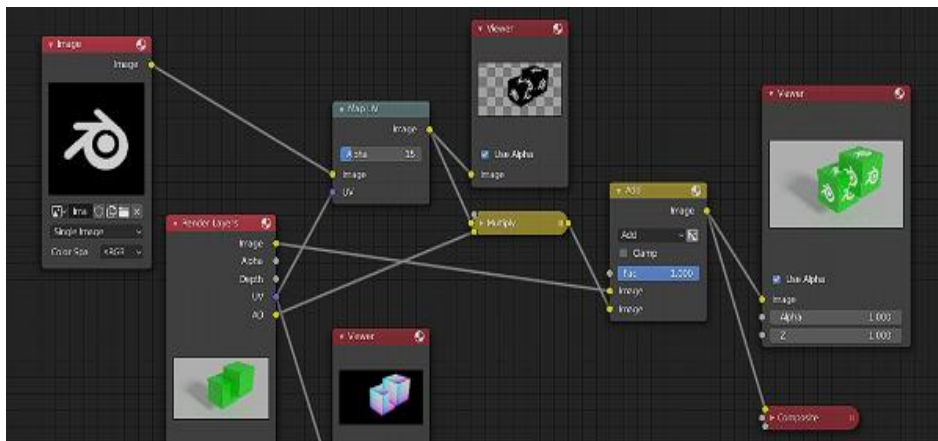 Image
Image
Single Image
Color Spa
sRGB
Render Layers
Image
Alpha
Depth
UV
AO
Map UV
Image
Alpha 15
Image
UV
Viewer
Use Alpha
Image
Multiply
Viewer
Add
Image
Add
Clamp
Fac 1.000
Image
Image
Viewer
Use Alpha
Image
Alpha 1.000
Z 1.000
Composite